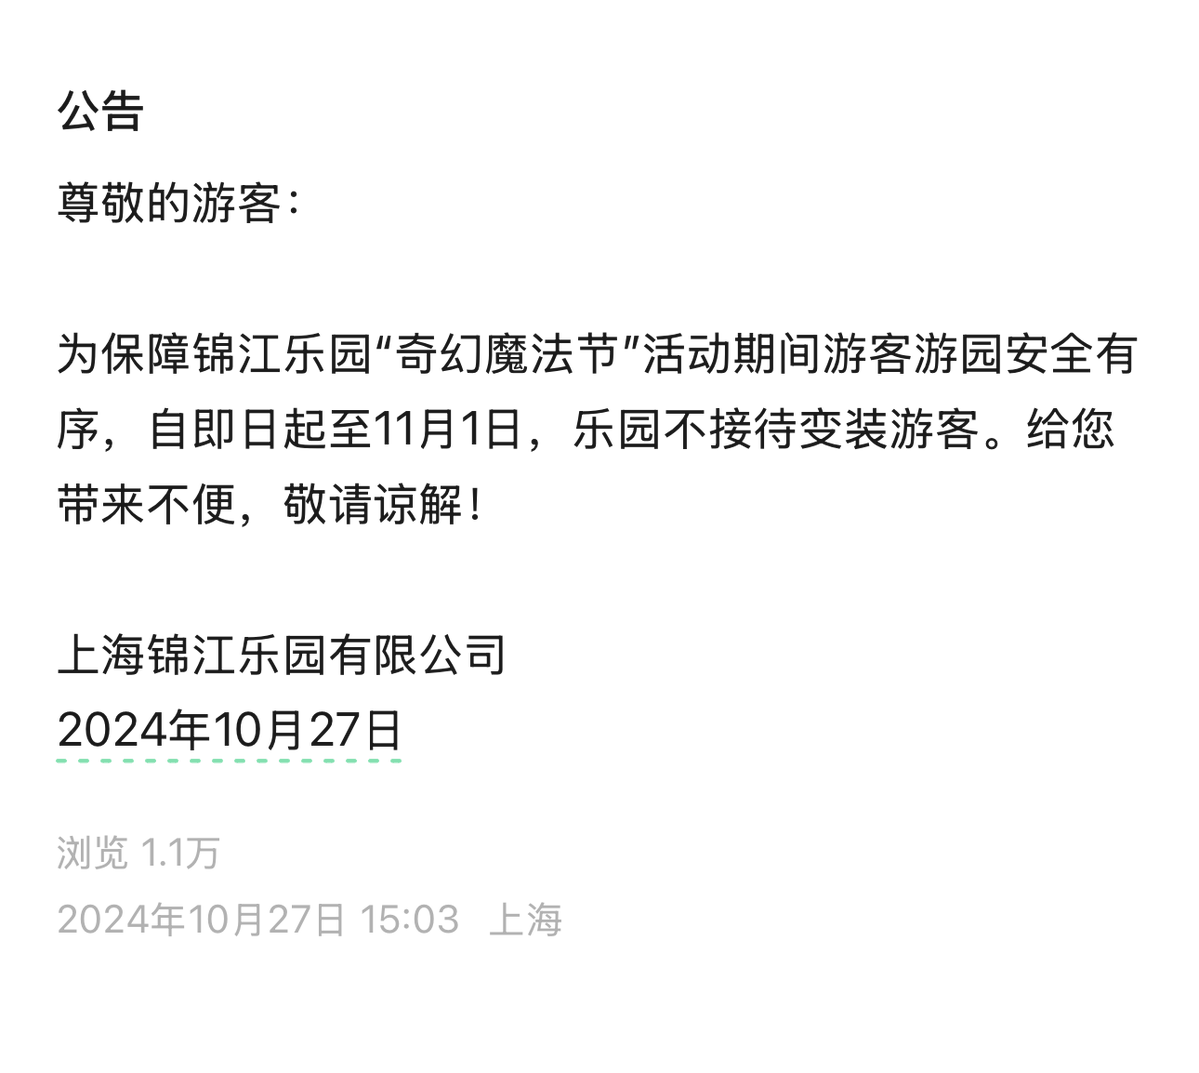 公告
尊敬的游客：
为保障锦江乐园“奇幻魔法节”活动期间游客游园安全有
序，自即日起至11月1日，乐园不接待变装游客。给您
带来不便，敬请谅解！
上海锦江乐园有限公司
2024年10月27日
浏览 1.1万
2024年10月27日 15:03 上海